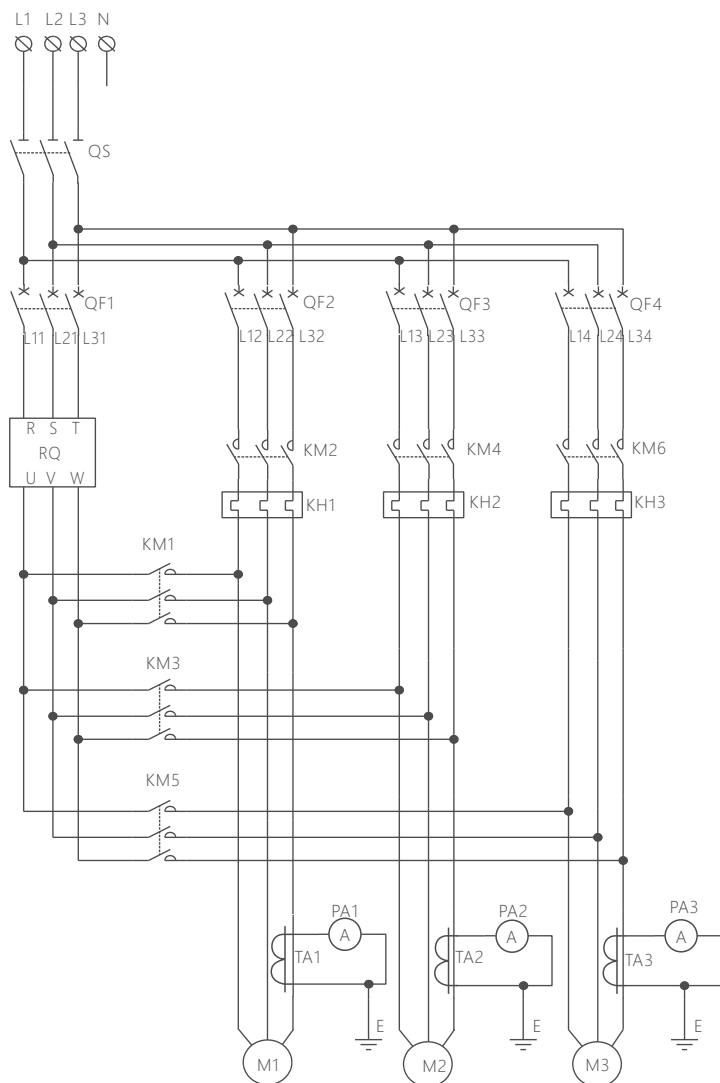 L1 L2 L3 N
QS
QF1 QF2 QF3 QF4
L11 L21 L31 L12 L22 L32 L13 L23 L33 L14 L24 L34
R S T
RQ
U V W
KM2 KM4 KM6
KH1 KH2 KH3
KM1
KM3
KM5
PA1 PA2 PA3
A A A
TA1 TA2 TA3
E E E
M1 M2 M3